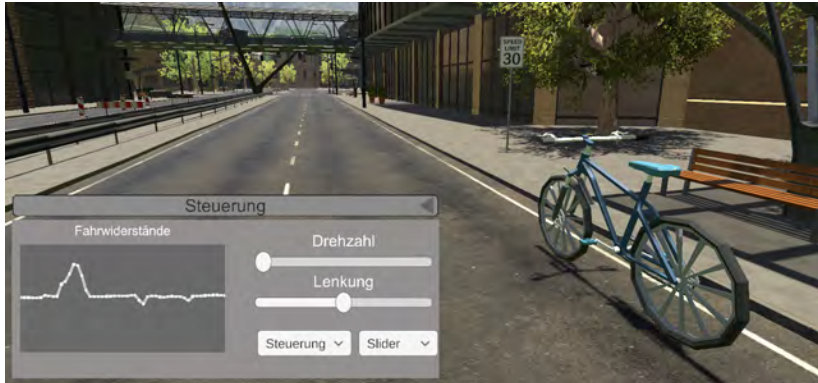 SPEED
LIMIT
30
Steuerung
Fahrwiderstände
Drehzahl
Lenkung
Steuerung
Slider